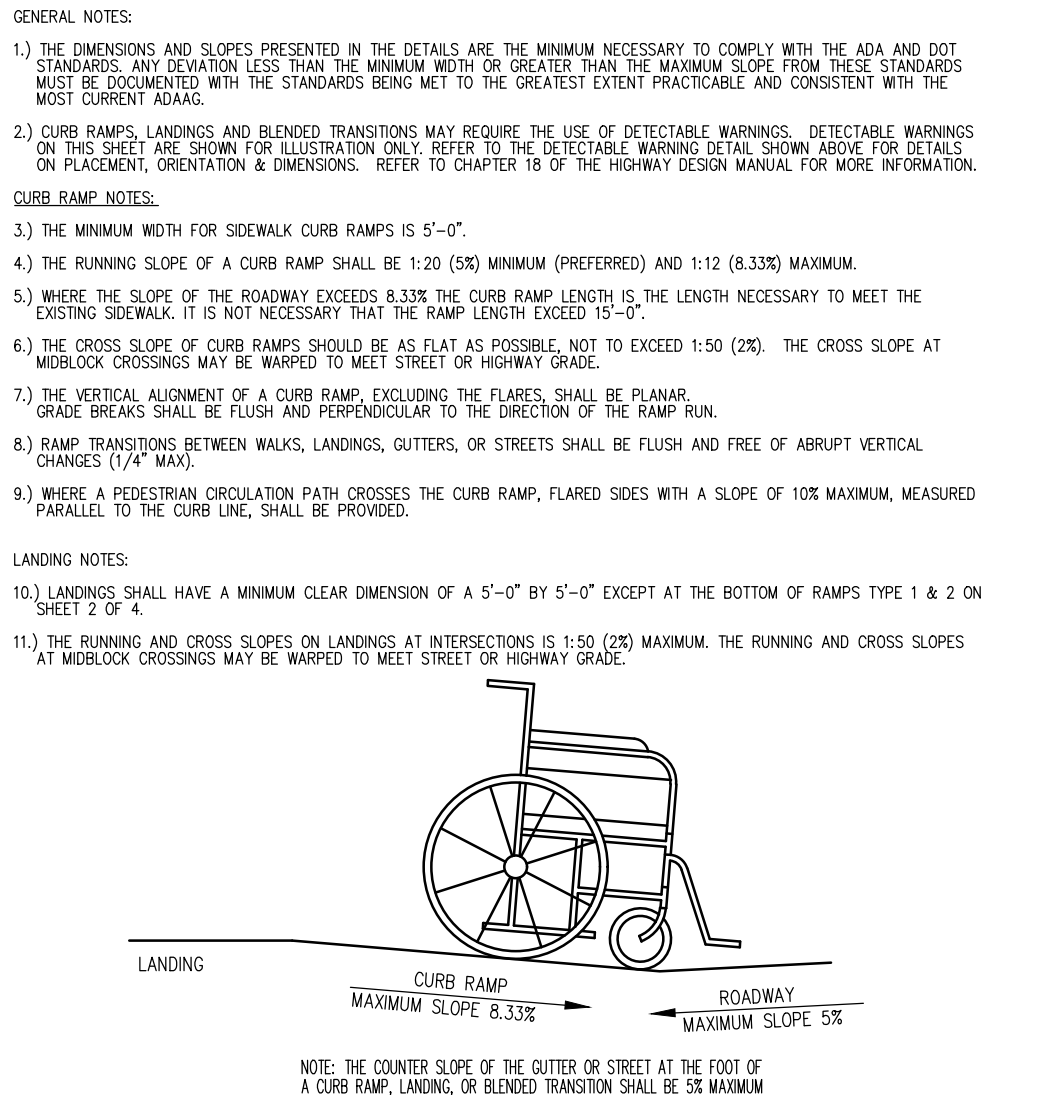 GENERAL NOTES:
1.) THE DIMENSIONS AND SLOPES PRESENTED IN THE DETAILS ARE THE MINIMUM NECESSARY TO COMPLY WITH THE ADA AND DOT
STANDARDS. ANY DEVIATION LESS THAN THE MINIMUM WIDTH OR GREATER THAN THE MAXIMUM SLOPE FROM THESE STANDARDS
MUST BE DOCUMENTED WITH THE STANDARDS BEING MET TO THE GREATEST EXTENT PRACTICABLE AND CONSISTENT WITH THE
MOST CURRENT ADAAG.
2.) CURB RAMPS, LANDINGS AND BLENDED TRANSITIONS MAY REQUIRE THE USE OF DETECTABLE WARNINGS. DETECTABLE WARNINGS
ON THIS SHEET ARE SHOWN FOR ILLUSTRATION ONLY. REFER TO THE DETECTABLE WARNING DETAIL SHOWN ABOVE FOR DETAILS
ON PLACEMENT, ORIENTATION & DIMENSIONS. REFER TO CHAPTER 18 OF THE HIGHWAY DESIGN MANUAL FOR MORE INFORMATION.
CURB RAMP NOTES:
3.) THE MINIMUM WIDTH FOR SIDEWALK CURB RAMPS IS 5'-0".
4.) THE RUNNING SLOPE OF A CURB RAMP SHALL BE 1:20 (5%) MINIMUM (PREFERRED) AND 1:12 (8.33%) MAXIMUM.
5.) WHERE THE SLOPE OF THE ROADWAY EXCEEDS 8.33% THE CURB RAMP LENGTH IS THE LENGTH NECESSARY TO MEET THE
EXISTING SIDEWALK. IT IS NOT NECESSARY THAT THE RAMP LENGTH EXCEED 15'-0".
6.) THE CROSS SLOPE OF CURB RAMPS SHOULD BE AS FLAT AS POSSIBLE, NOT TO EXCEED 1:50 (2%). THE CROSS SLOPE AT
MIDBLOCK CROSSINGS MAY BE WARPED TO MEET STREET OR HIGHWAY GRADE.
7.) THE VERTICAL ALIGNMENT OF A CURB RAMP, EXCLUDING THE FLARES, SHALL BE PLANAR.
GRADE BREAKS SHALL BE FLUSH AND PERPENDICULAR TO THE DIRECTION OF THE RAMP RUN.
8.) RAMP TRANSITIONS BETWEEN WALKS, LANDINGS, GUTTERS, OR STREETS SHALL BE FLUSH AND FREE OF ABRUPT VERTICAL
CHANGES (1/4" MAX).
9.) WHERE A PEDESTRIAN CIRCULATION PATH CROSSES THE CURB RAMP, FLARED SIDES WITH A SLOPE OF 10% MAXIMUM, MEASURED
PARALLEL TO THE CURB LINE, SHALL BE PROVIDED.
LANDING NOTES:
10.) LANDINGS SHALL HAVE A MINIMUM CLEAR DIMENSION OF A 5'-0" BY 5'-0" EXCEPT AT THE BOTTOM OF RAMPS TYPE 1 & 2 ON
SHEET 2 OF 4.
11.) THE RUNNING AND CROSS SLOPES ON LANDINGS AT INTERSECTIONS IS 1:50 (2%) MAXIMUM. THE RUNNING AND CROSS SLOPES
AT MIDBLOCK CROSSINGS MAY BE WARPED TO MEET STREET OR HIGHWAY GRADE.
LANDING
CURB RAMP
MAXIMUM SLOPE 8.33%
ROADWAY
MAXIMUM SLOPE 5%
NOTE: THE COUNTER SLOPE OF THE GUTTER OR STREET AT THE FOOT OF
A CURB RAMP, LANDING, OR BLENDED TRANSITION SHALL BE 5% MAXIMUM